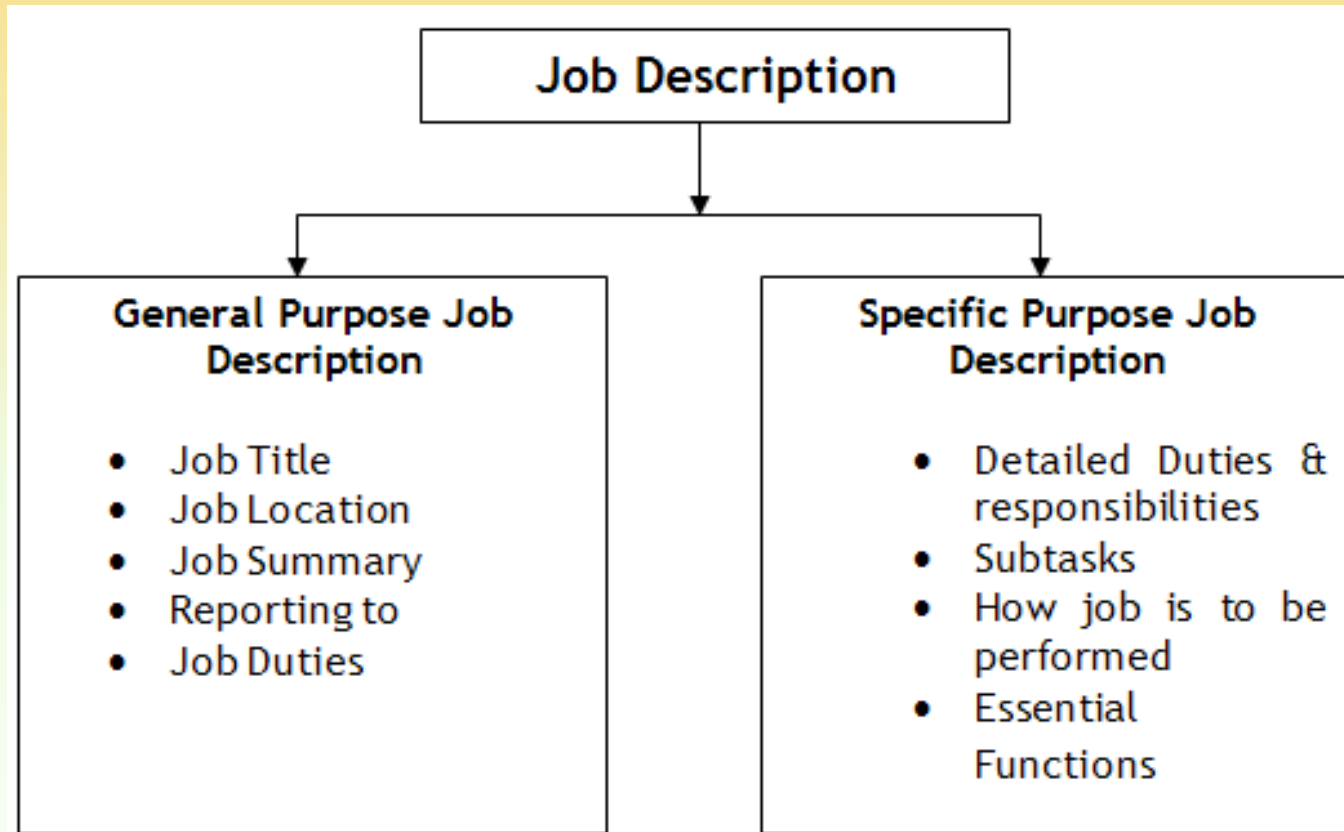 Job Description
General Purpose Job
Description
• Job Title
• Job Location
• Job Summary
• Reporting to
• Job Duties
Specific Purpose Job
Description
• Detailed Duties &
responsibilities
• Subtasks
• How job is to be
performed
• Essential
Functions